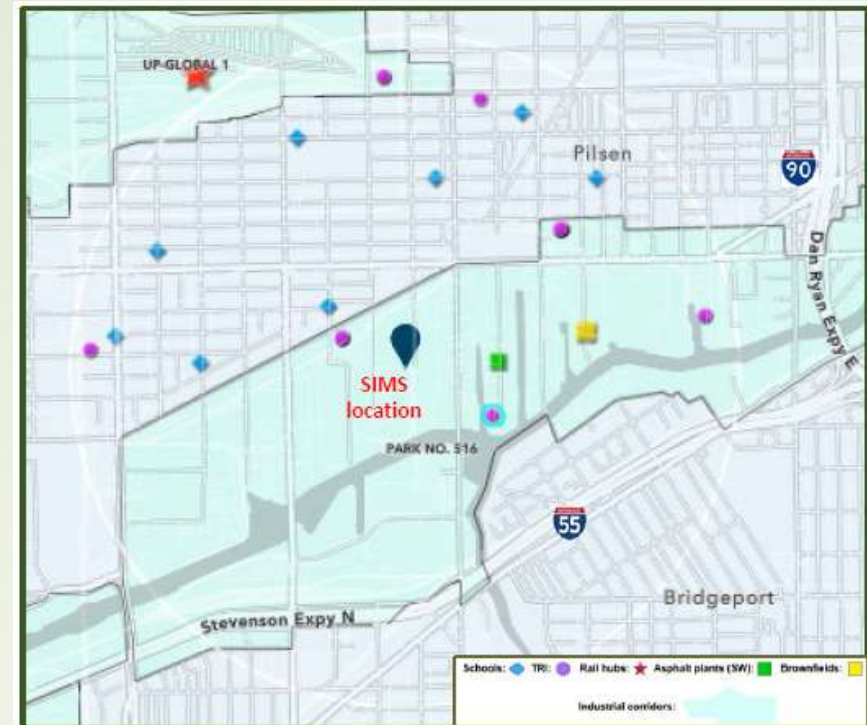 UP-GLOBAL 1
Pilsen
90
Dan Ryan Expy E
SIMS
location
PARK NO. 516
55
Bridgeport
Stevenson Expy N
Schools: TRI: Rail hubs: Asphalt plants (SW): Brownfields:
Industrial corridors: